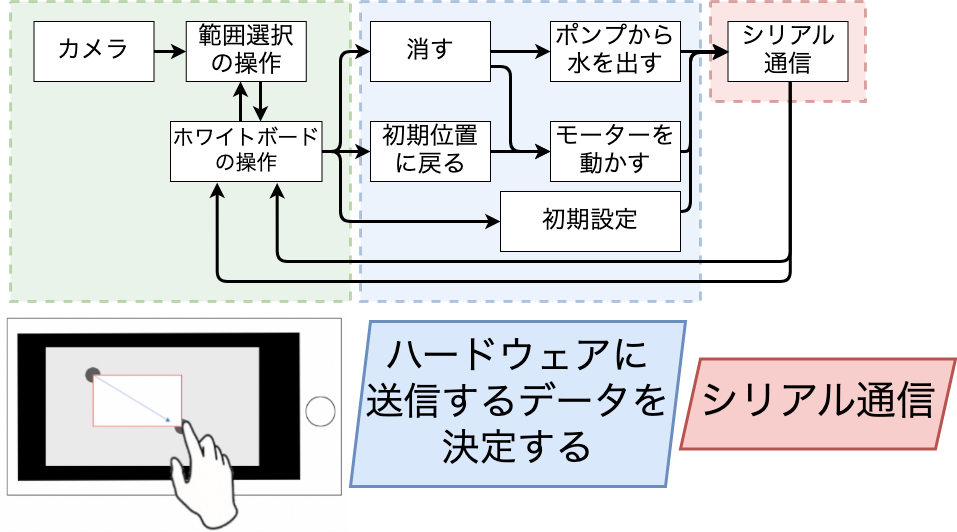 カメラ
範囲選択
の操作
消す
ポンプから
水を出す
シリアル
通信
ホワイトボード
の操作
初期位置
に戻る
モーターを
動かす
初期設定
ハードウェアに
送信するデータを
決定する
シリアル通信